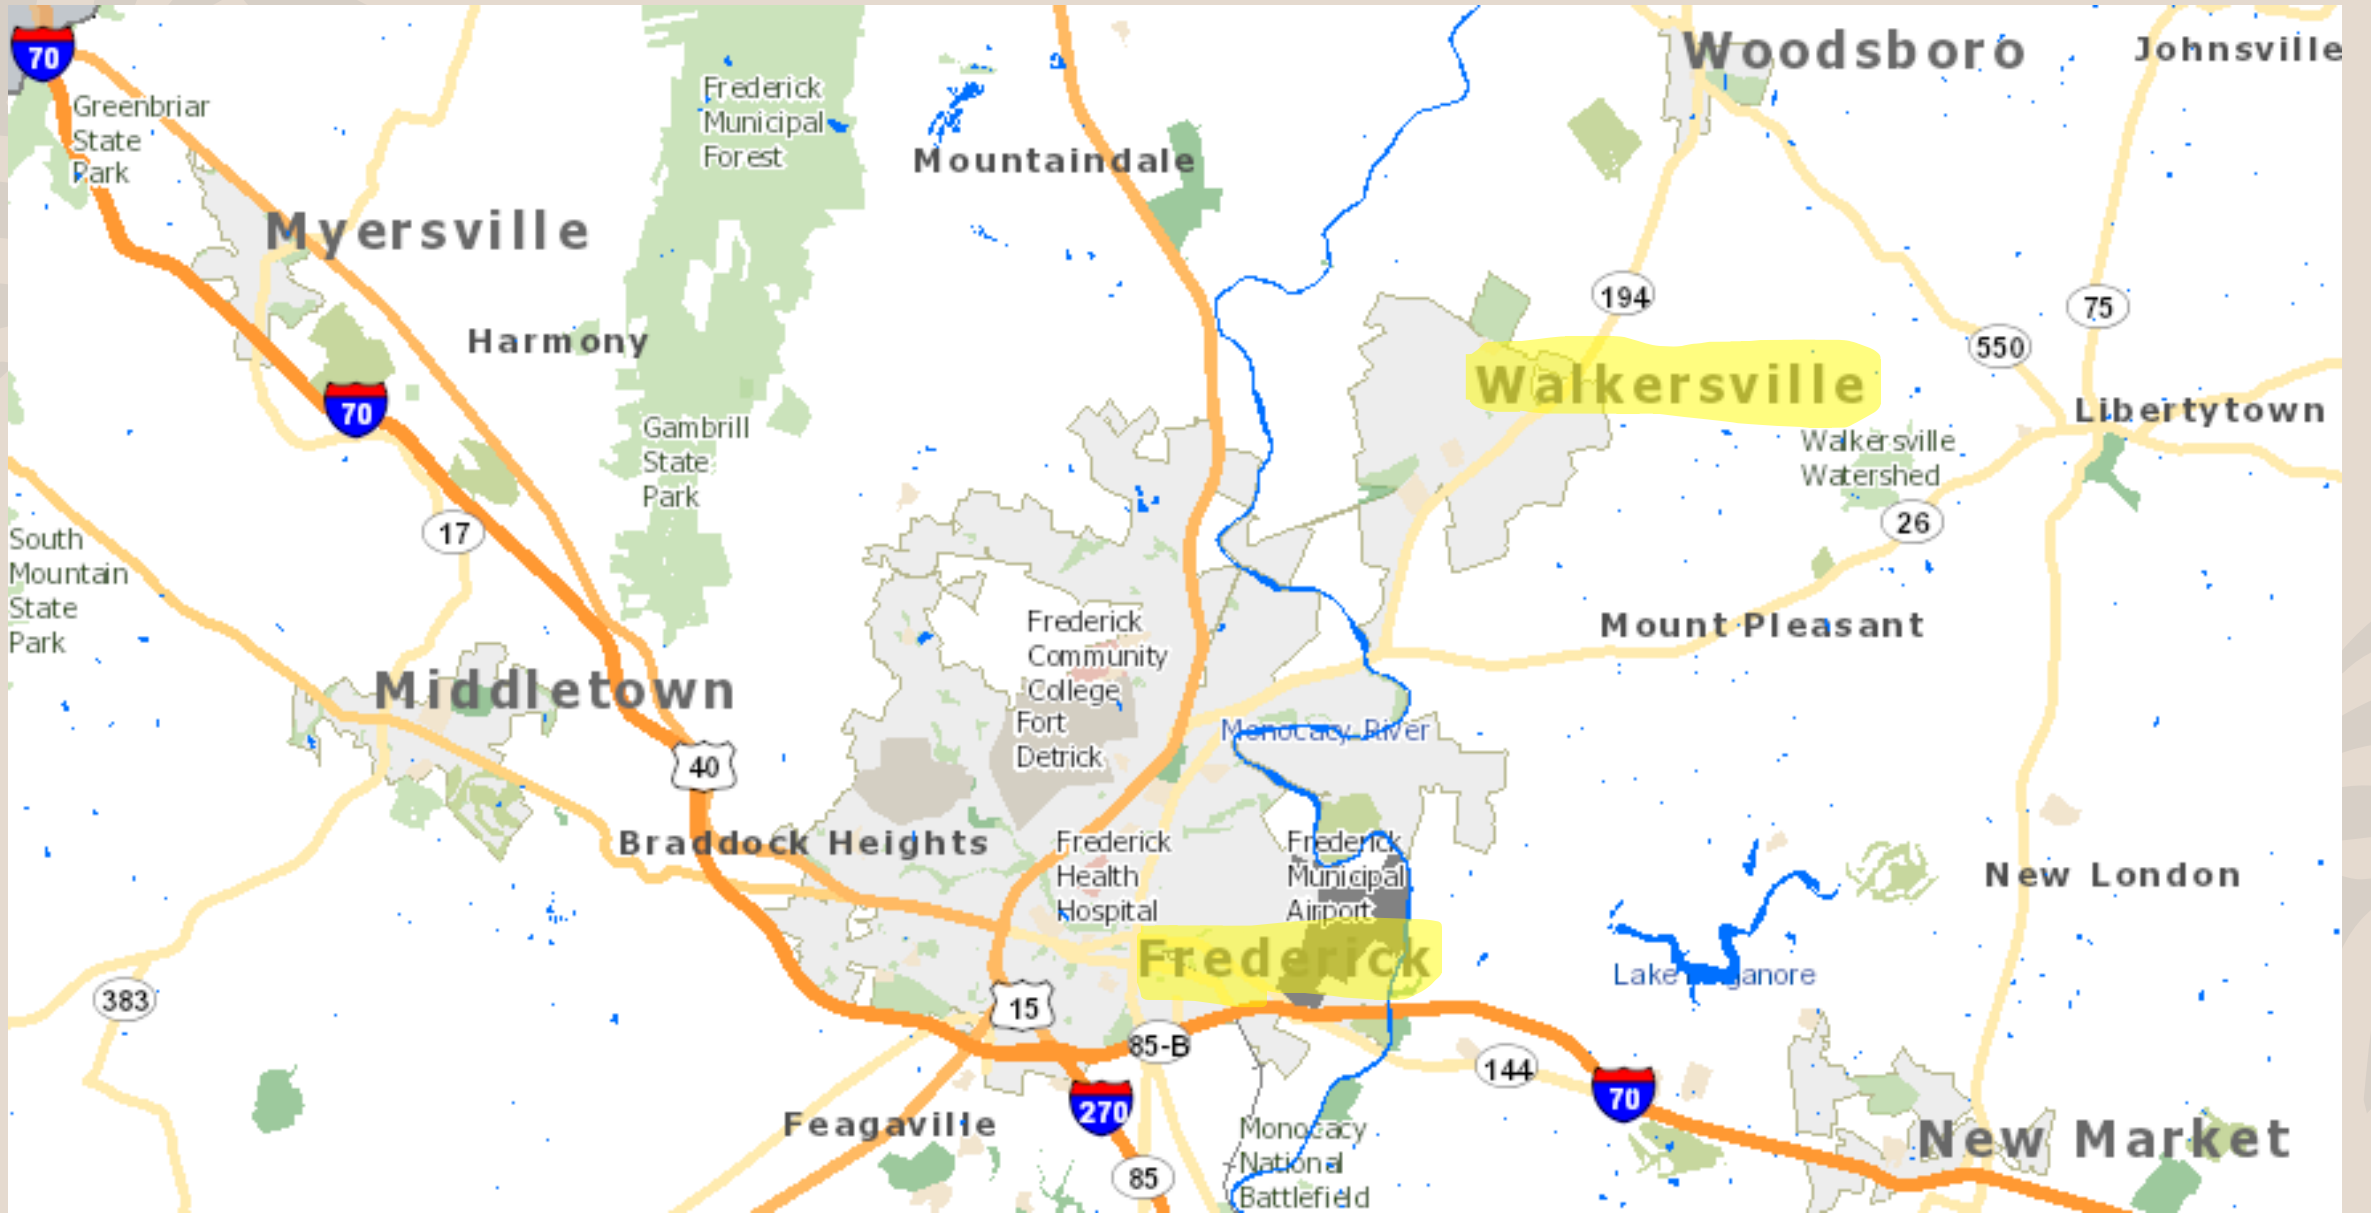 70
Woodsboro
Johnsville
Greenbriar
State
Park
Frederick
Municipal
Forest
Mountaindale
Myersville
194
75
Harmony
550
70
Walkersville
Libertytown
Gambrill
State
Park
Walkersville
Watershed
17
26
South
Mountain
State
Park
Frederick
Community
College
Mount Pleasant
Middletown
Fort
Detrick
Monocacy River
40
Braddock Heights
Frederick
Health
Hospital
Frederick
Municipal
Airport
New London
Frederick
Lake
383
15
85-B
144
70
270
Feagaville
Monocacy
National
Battlefield
New Market
85